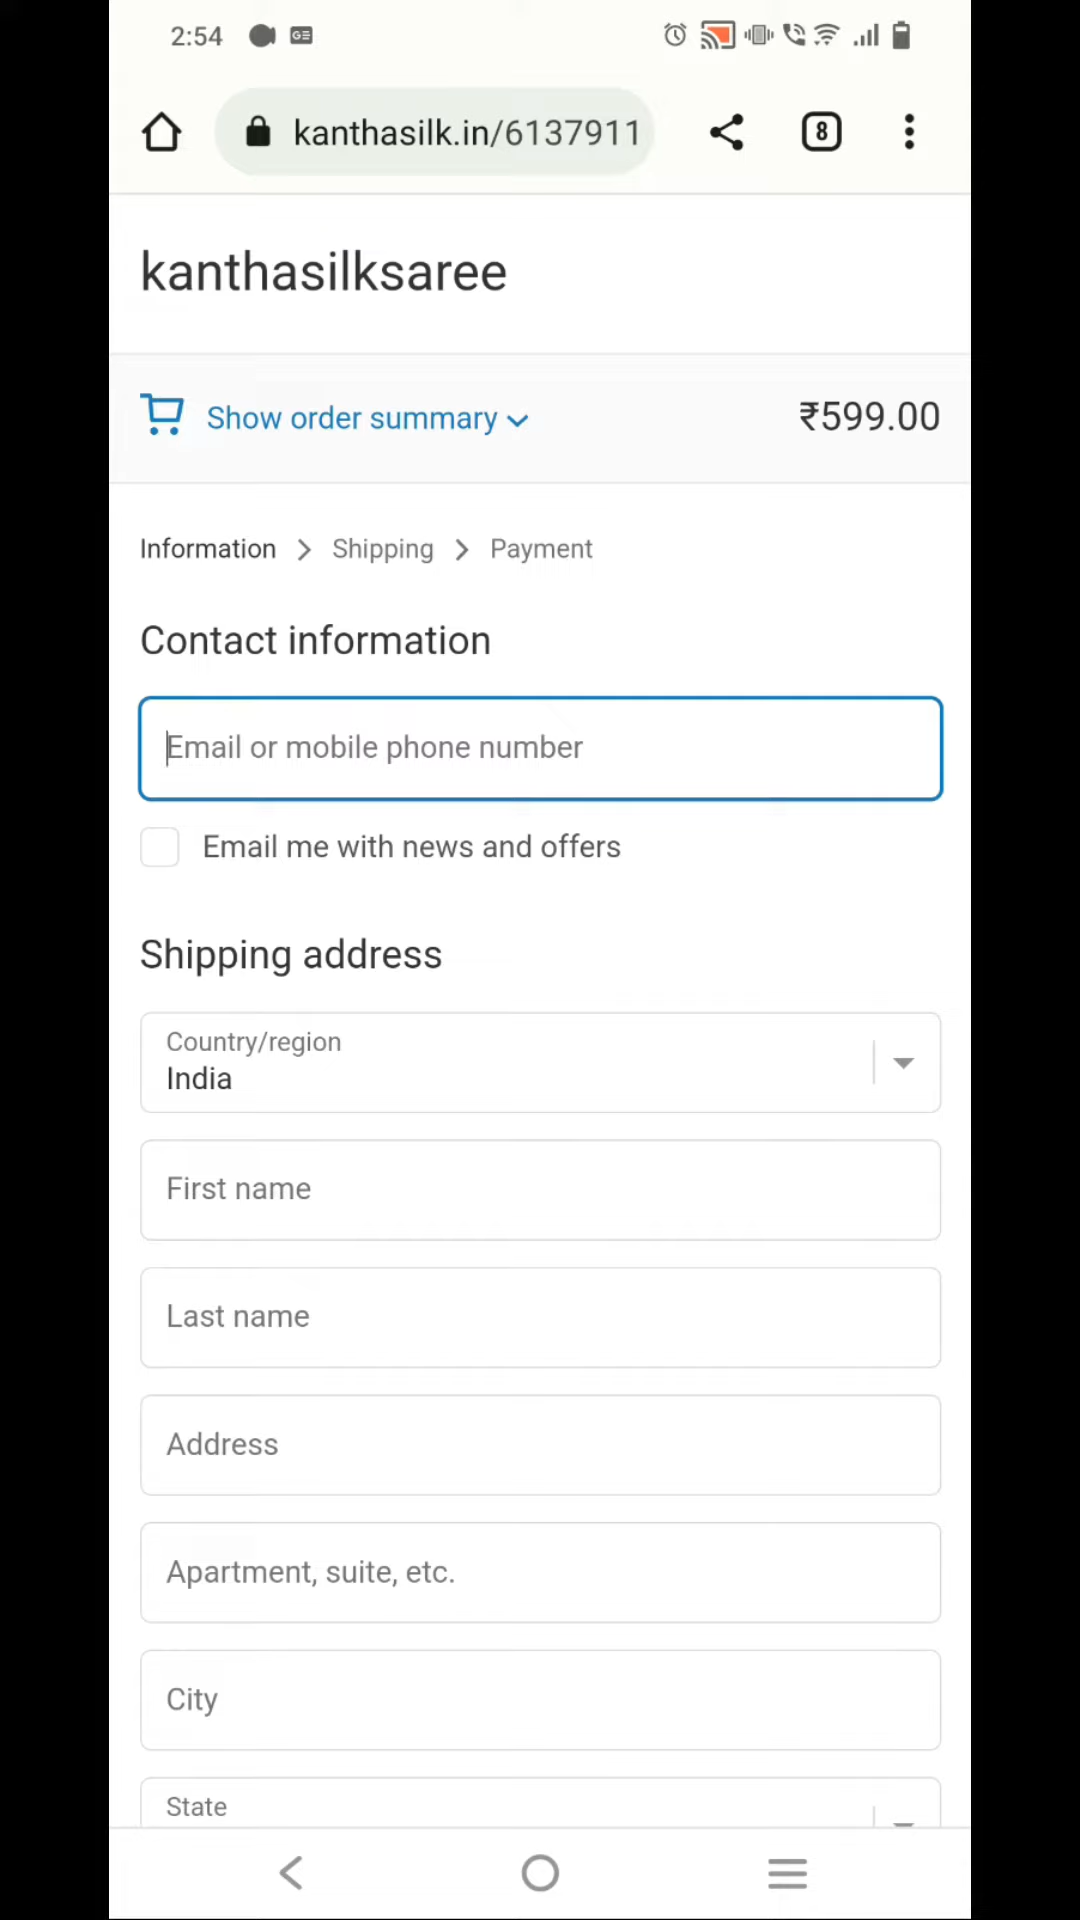 2:54
GE
kanthasilk.in/6137911
8
kanthasilksaree
Show order summary
₹599.00
Information > Shipping > Payment
Contact information
Email or mobile phone number
Email me with news and offers
Shipping address
Country/region
India
First name
Last name
Address
Apartment, suite, etc.
City
State